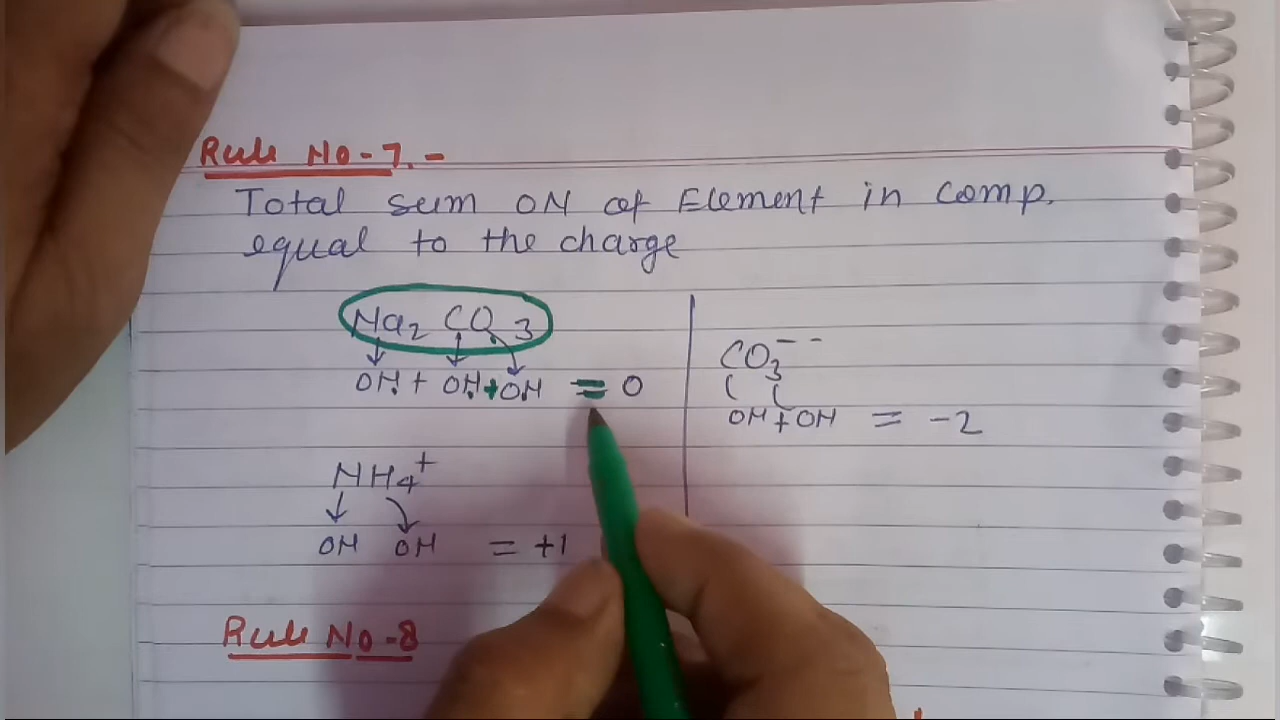 Rule No-7.-
Total sum ON of Element in comp.
equal to the charge
Na2 CO3
ON + ON + ON = 0
NH4+
ON ON = +1
CO3--
ON + ON = -2
Rule No-8